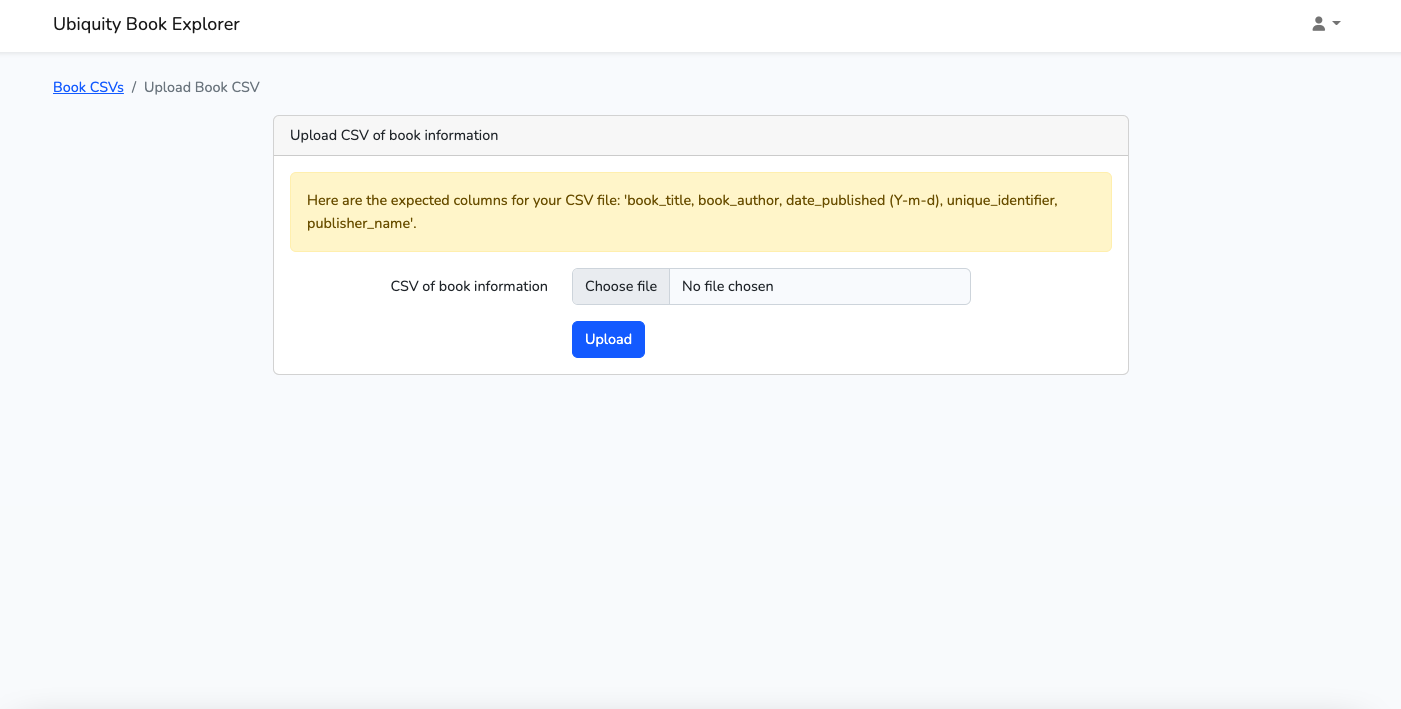 Ubiquity Book Explorer
Book CSVs / Upload Book CSV
Upload CSV of book information
Here are the expected columns for your CSV file: 'book_title, book_author, date_published (Y-m-d), unique_identifier,
publisher_name'.
CSV of book information Choose file No file chosen
Upload